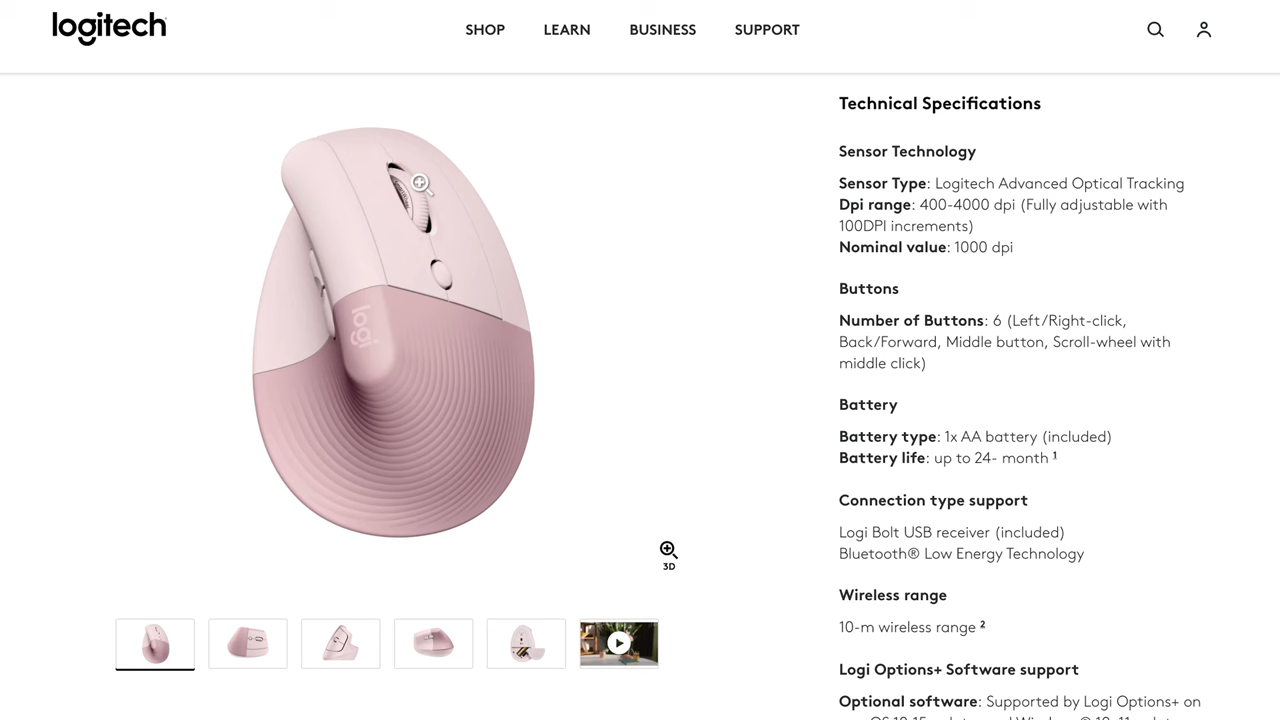 logitech
SHOP LEARN BUSINESS SUPPORT
logi
3D
Technical Specifications
Sensor Technology
Sensor Type: Logitech Advanced Optical Tracking
Dpi range: 400-4000 dpi (Fully adjustable with
100DPI increments)
Nominal value: 1000 dpi
Buttons
Number of Buttons: 6 (Left/Right-click,
Back/Forward, Middle button, Scroll-wheel with
middle click)
Battery
Battery type: 1x AA battery (included)
Battery life: up to 24- month ¹
Connection type support
Logi Bolt USB receiver (included)
Bluetooth® Low Energy Technology
Wireless range
10-m wireless range ²
Logi Options+ Software support
Optional software: Supported by Logi Options+ on